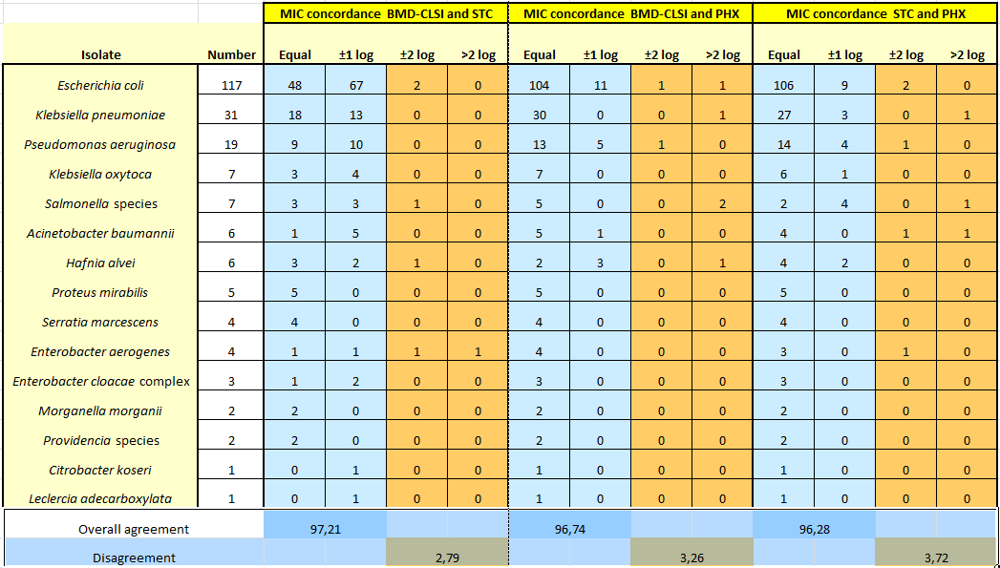 MIC concordance BMD-CLSI and STC MIC concordance BMD-CLSI and PHX MIC concordance STC and PHX
Isolate Number Equal ±1 log ±2 log >2 log Equal ±1 log ±2 log >2 log Equal ±1 log ±2 log >2 log
Escherichia coli 117 48 67 2 0 104 11 1 1 106 9 2 0
Klebsiella pneumoniae 31 18 13 0 0 30 0 0 1 27 3 0 1
Pseudomonas aeruginosa 19 9 10 0 0 13 5 1 0 14 4 1 0
Klebsiella oxytoca 7 3 4 0 0 7 0 0 0 6 1 0 0
Salmonella species 7 3 3 1 0 5 0 0 2 2 4 0 1
Acinetobacter baumannii 6 1 5 0 0 5 1 0 0 4 0 1 1
Hafnia alvei 6 3 2 1 0 2 3 0 1 4 2 0 0
Proteus mirabilis 5 5 0 0 0 5 0 0 0 5 0 0 0
Serratia marcescens 4 4 0 0 0 4 0 0 0 4 0 0 0
Enterobacter aerogenes 4 1 1 1 1 4 0 0 0 3 0 1 0
Enterobacter cloacae complex 3 1 2 0 0 3 0 0 0 3 0 0 0
Morganella morganii 2 2 0 0 0 2 0 0 0 2 0 0 0
Providencia species 2 2 0 0 0 2 0 0 0 2 0 0 0
Citrobacter koseri 1 0 1 0 0 1 0 0 0 1 0 0 0
Leclercia adecarboxylata 1 0 1 0 0 1 0 0 0 1 0 0 0
Overall agreement 97,21 96,74 96,28
Disagreement 2,79 3,26 3,72